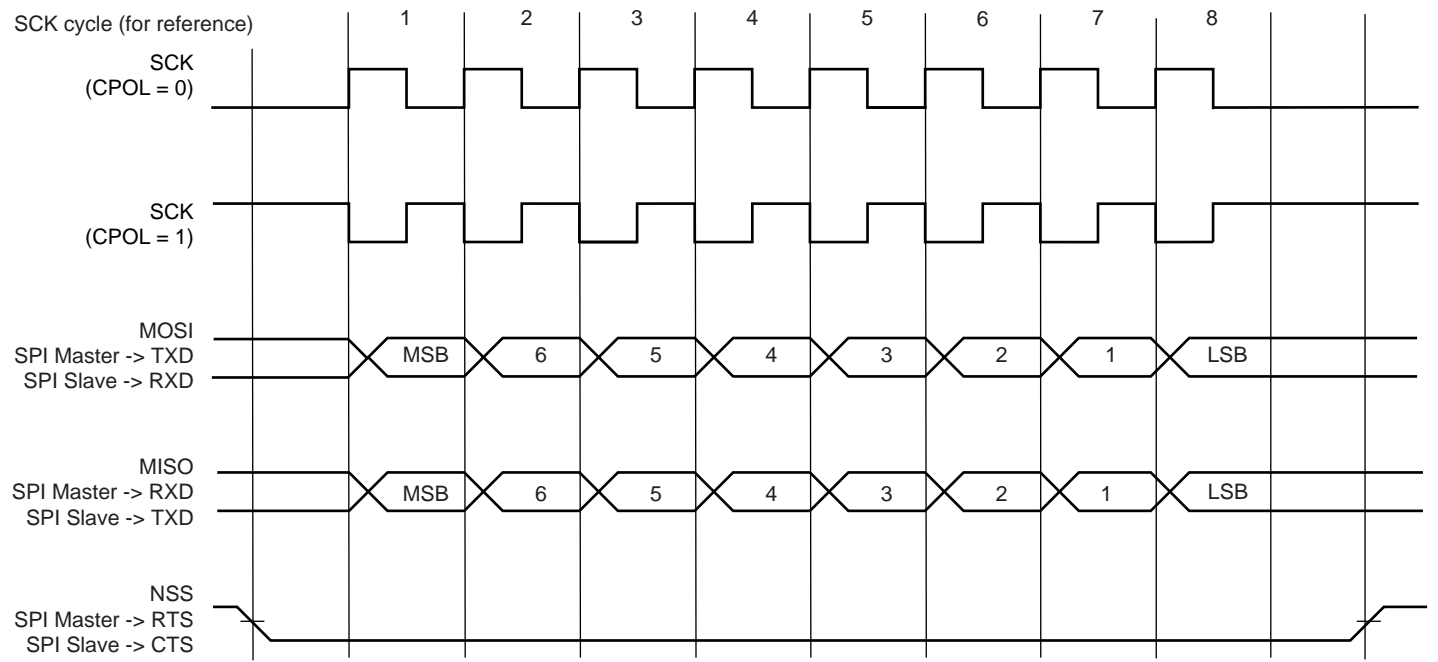 SCK cycle (for reference)
1 2 3 4 5 6 7 8
SCK
(CPOL = 0)
SCK
(CPOL = 1)
MOSI
SPI Master -> TXD
SPI Slave -> RXD
MSB 6 5 4 3 2 1 LSB
MISO
SPI Master -> RXD
SPI Slave -> TXD
MSB 6 5 4 3 2 1 LSB
NSS
SPI Master -> RTS
SPI Slave -> CTS